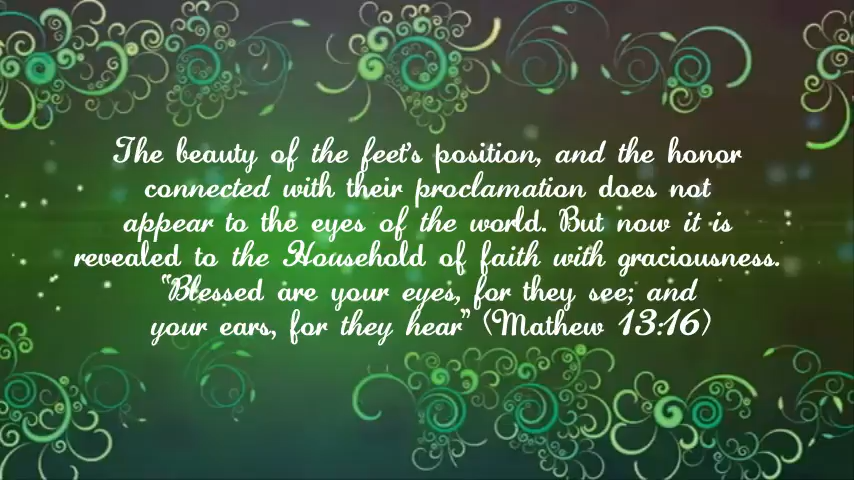 The beauty of the feet's position, and the honor
connected with their proclamation does not
appear to the eyes of the world. But now it is
revealed to the Household of faith with graciousness.
"Blessed are your eyes, for they see; and
your ears, for they hear" (Mathew 13:16)